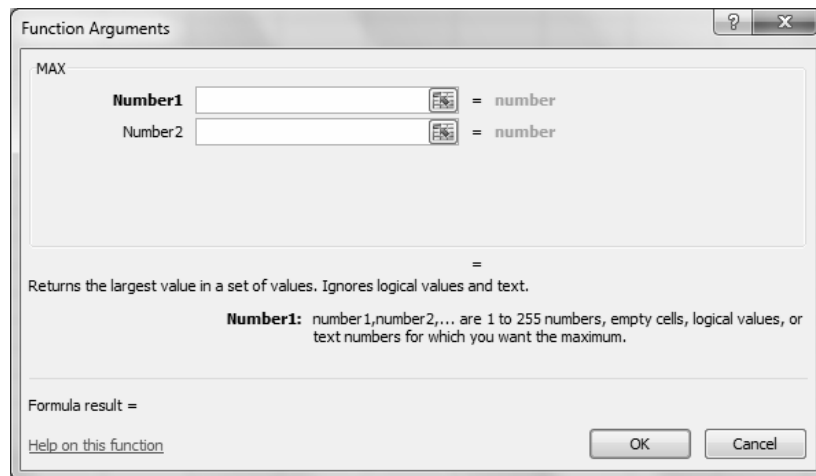 Function Arguments
? X
MAX
Number1 = number
Number2 = number
=
Returns the largest value in a set of values. Ignores logical values and text.
Number1: number1,number2,... are 1 to 255 numbers, empty cells, logical values, or
text numbers for which you want the maximum.
Formula result =
Help on this function OK Cancel